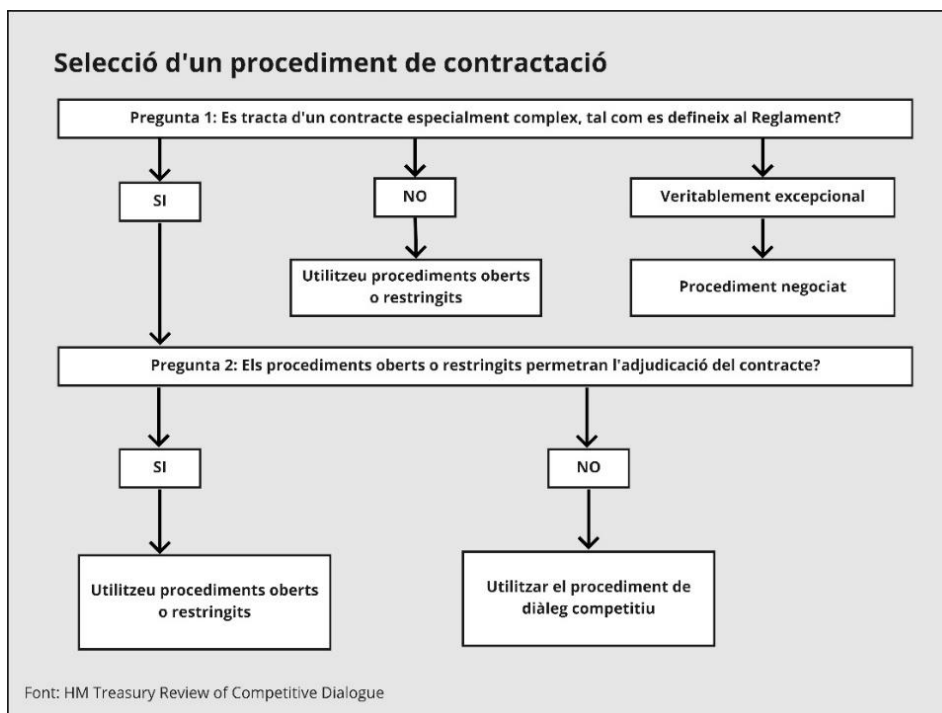 Selecció d'un procediment de contractació
Pregunta 1: Es tracta d'un contracte especialment complex, tal com es defineix al Reglament?
SI
NO
Veritablement excepcional
Utilitzeu procediments oberts
o restringits
Procediment negociat
Pregunta 2: Els procediments oberts o restringits permetran l'adjudicació del contracte?
SI
NO
Utilitzeu procediments oberts
o restringits
Utilitzar el procediment de
diàleg competitiu
Font: HM Treasury Review of Competitive Dialogue